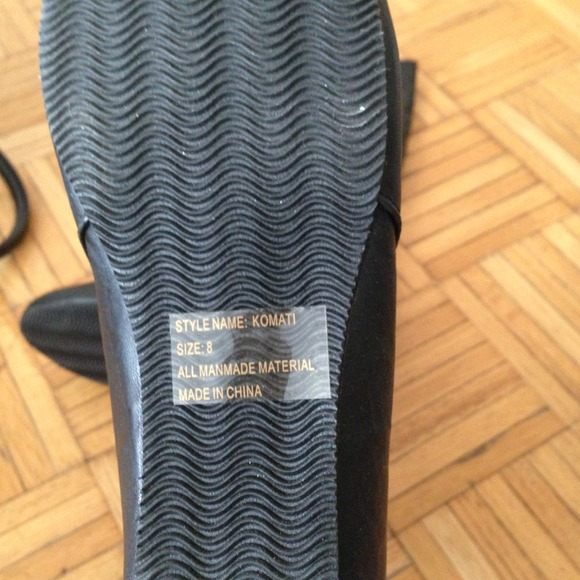 STYLE NAME: KOMATI
SIZE: 8
ALL MANMADE MATERIAL
MADE IN CHINA